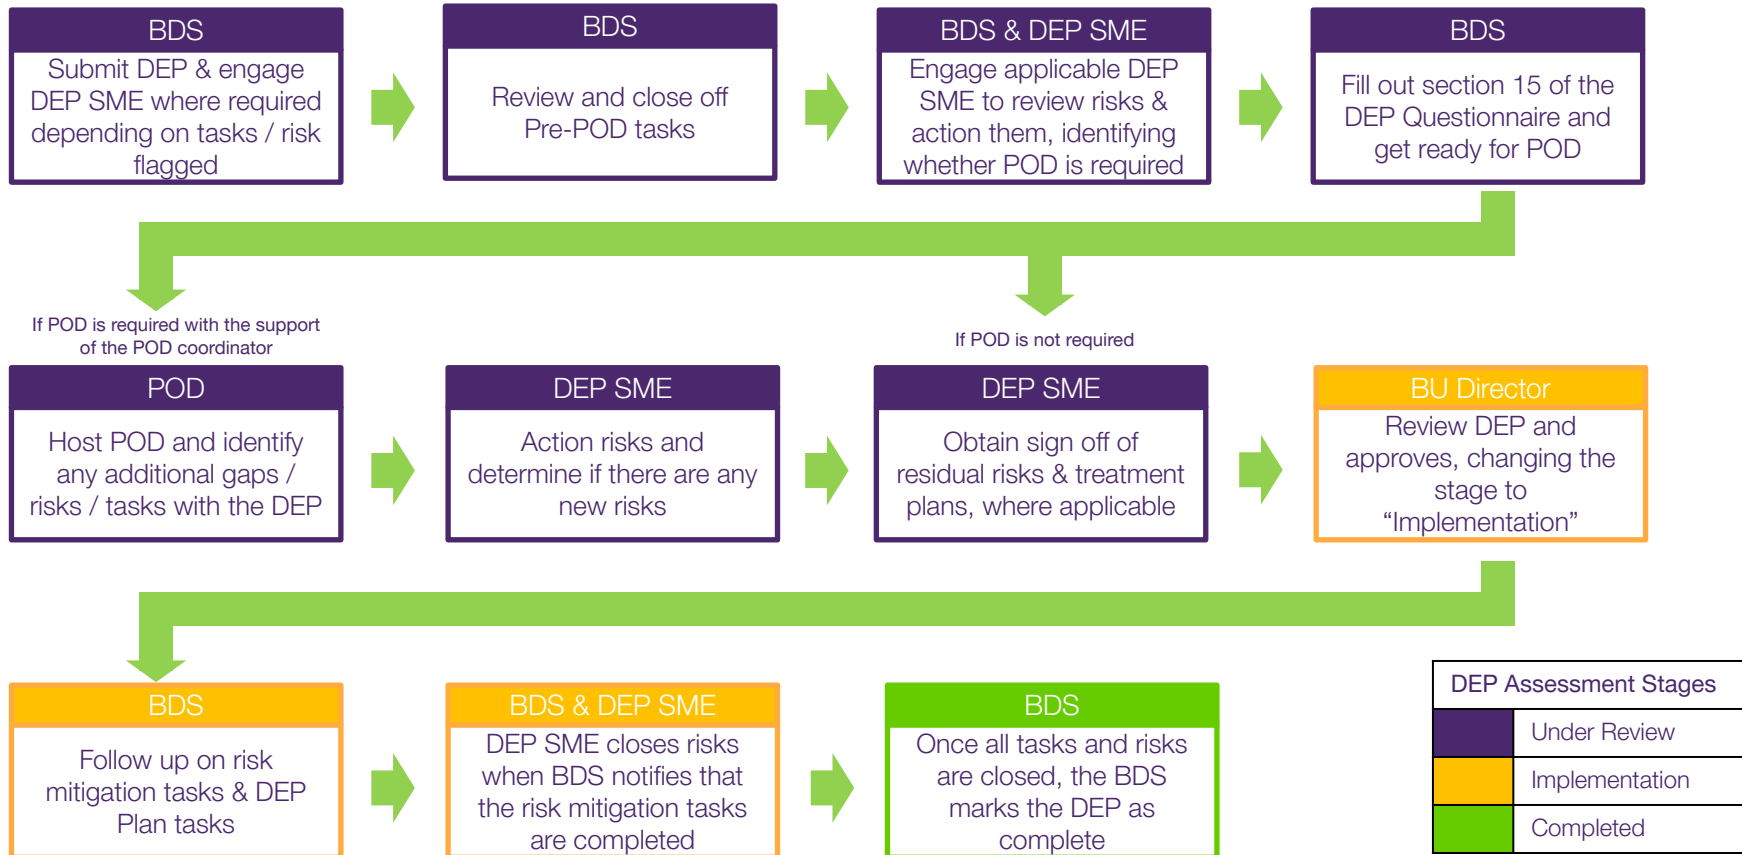 BDS
Submit DEP & engage
DEP SME where required
depending on tasks / risk
flagged
BDS
Review and close off
Pre-POD tasks
BDS & DEP SME
Engage applicable DEP
SME to review risks &
action them, identifying
whether POD is required
BDS
Fill out section 15 of the
DEP Questionnaire and
get ready for POD
If POD is required with the support
of the POD coordinator
If POD is not required
POD
Host POD and identify
any additional gaps /
risks / tasks with the DEP
DEP SME
Action risks and
determine if there are any
new risks
DEP SME
Obtain sign off of
residual risks & treatment
plans, where applicable
BU Director
Review DEP and
approves, changing the
stage to
“Implementation”
BDS
Follow up on risk
mitigation tasks & DEP
Plan tasks
BDS & DEP SME
DEP SME closes risks
when BDS notifies that
the risk mitigation tasks
are completed
BDS
Once all tasks and risks
are closed, the BDS
marks the DEP as
complete
DEP Assessment Stages
Under Review
Implementation
Completed